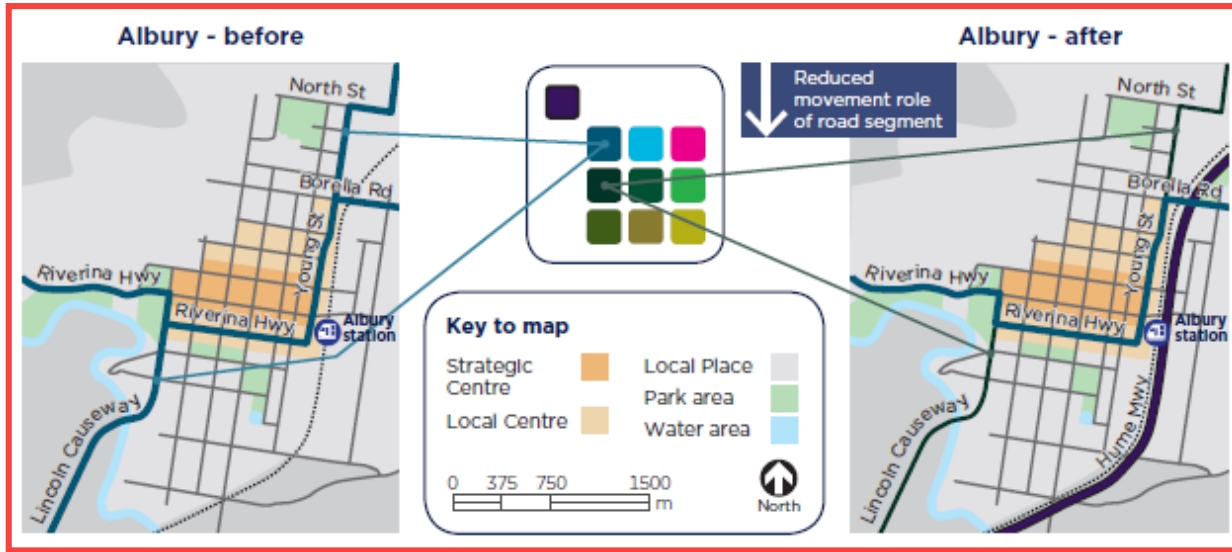 Albury - before
Albury - after
North St
Borella Rd
Young St
Riverina Hwy
Riverina Hwy
Albury
station
Lincoln Causeway
Reduced
movement role
of road segment
Key to map
Strategic
Centre
Local Centre
Local Place
Park area
Water area
0 375 750 1500
m
North
North St
Borella Rd
Young St
Riverina Hwy
Riverina Hwy
Albury
station
Hume Mwy
Lincoln Causeway